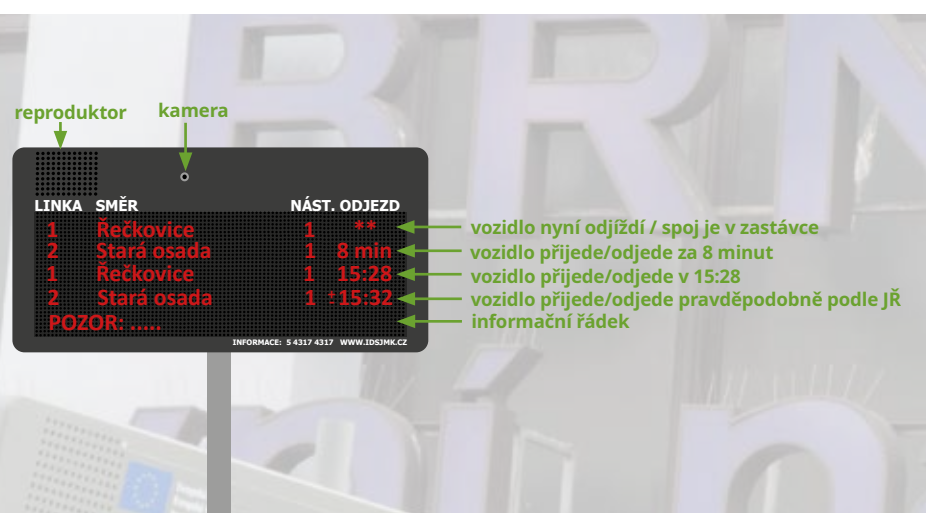 BRN
reproduktor kamera
LINKA SMĚR NÁST. ODJEZD
1 Řečkovice 1 ** vozidlo nyní odjíždí / spoj je v zastávce
2 Stará osada 1 8 min vozidlo přijede/odjede za 8 minut
1 Řečkovice 1 15:28 vozidlo přijede/odjede v 15:28
2 Stará osada 1 ±15:32 vozidlo přijede/odjede pravděpodobně podle JŘ
POZOR: ..... informační řádek
INFORMACE: 5 4317 4317 WWW.IDSJMK.CZ